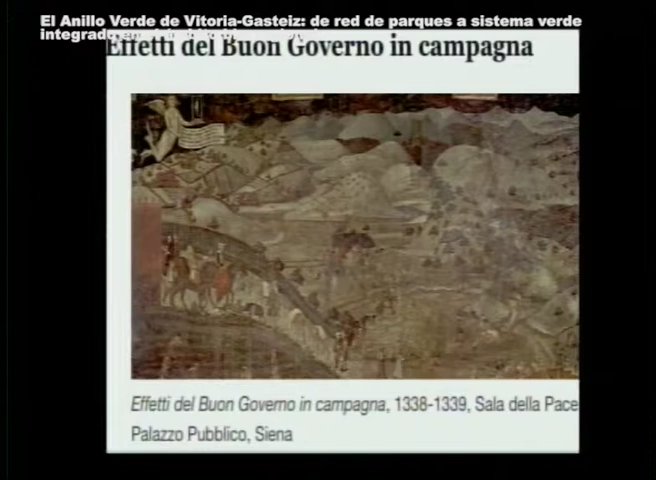 El Anillo Verde de Vitoria-Gasteiz: de red de parques a sistema verde
integrado
Effetti del Buon Governo in campagna
Effetti del Buon Governo in campagna, 1338-1339, Sala della Pace
Palazzo Pubblico, Siena